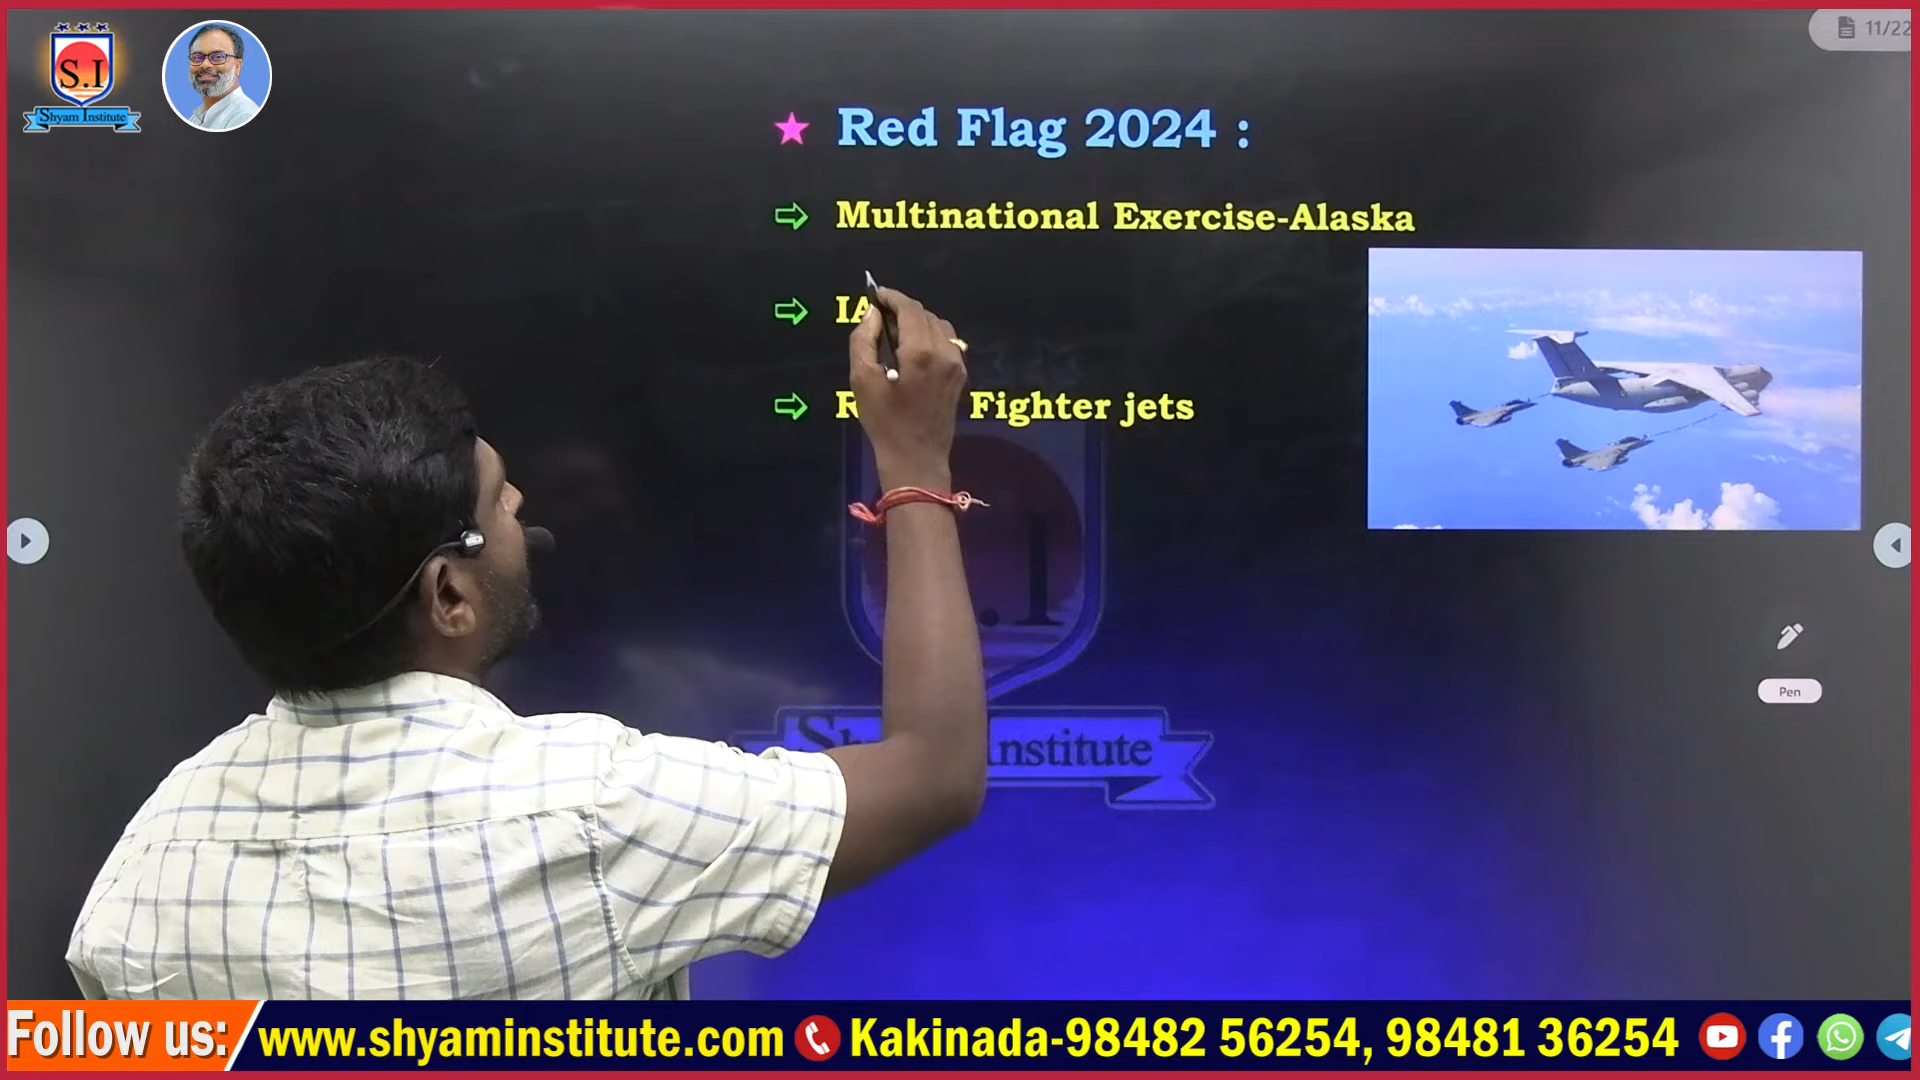 S.I
Shyam Institute
11/22
Red Flag 2024 :
Multinational Exercise-Alaska
Fighter jets
.I
Institute
Pen
Follow us: www.shyaminstitute.com Kakinada-98482 56254, 98481 36254